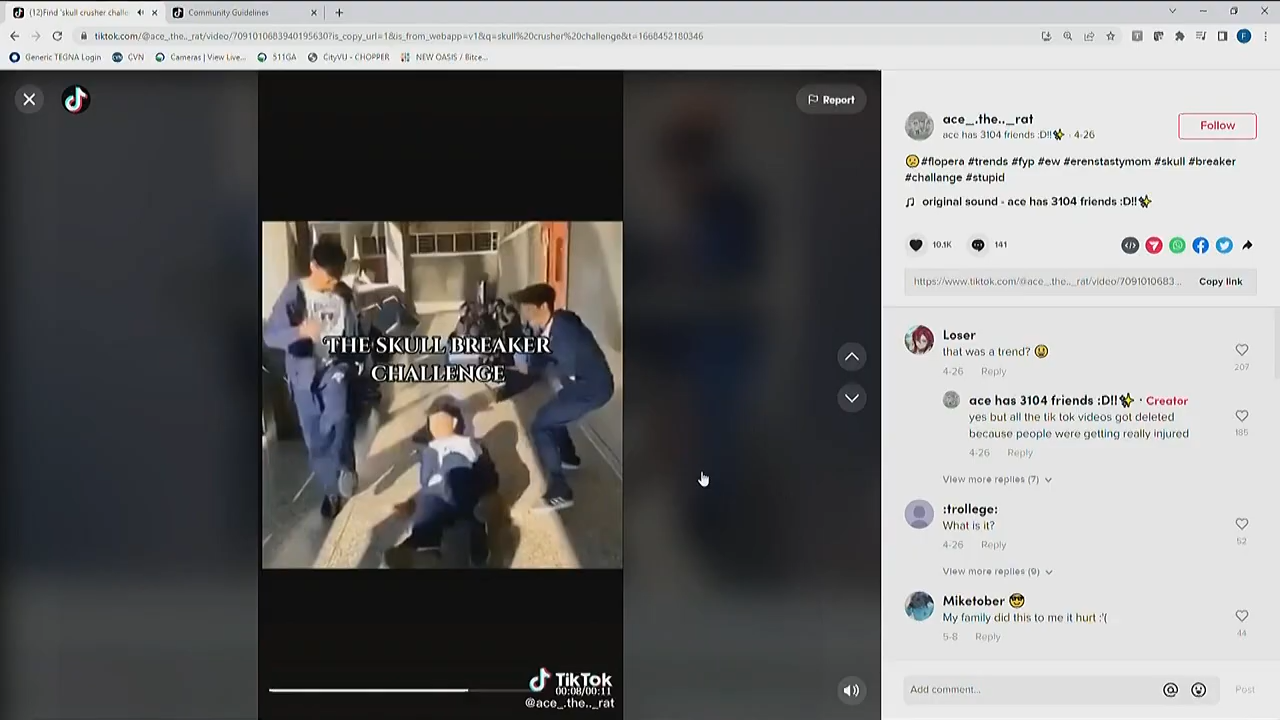 (12)Find 'skull crusher challe
Community Guidelines
tiktok.com/@ace_.the.._rat/video/7091010683940195630?is_copy_url=1&is_from_webapp=v1&q=skull%20crusher%20challenge&t=1668452180346
Generic TEGNA Login
CVN
Cameras | View Live...
511GA
CityVU - CHOPPER
NEW OASIS / Bitce...
Report
THE SKULL BREAKER
CHALLENGE
TikTok
00:08/00:11
@ace_.the.._rat
ace_.the.._rat
ace has 3104 friends :D!!✨ · 4-26
Follow
😥#flopera #trends #fyp #ew #erenstastymom #skull #breaker
#challange #stupid
♫ original sound - ace has 3104 friends :D!!✨
10.1K
141
https://www.tiktok.com/@ace_.the.._rat/video/7091010683...
Copy link
Loser
that was a trend? 😃
4-26 Reply
207
ace has 3104 friends :D!!✨ · Creator
yes but all the tik tok videos got deleted
because people were getting really injured
4-26 Reply
185
View more replies (7)
:trollege:
What is it?
4-26 Reply
52
View more replies (9)
Miketober 😎
My family did this to me it hurt :'(
5-8 Reply
44
Add comment...
@
Post